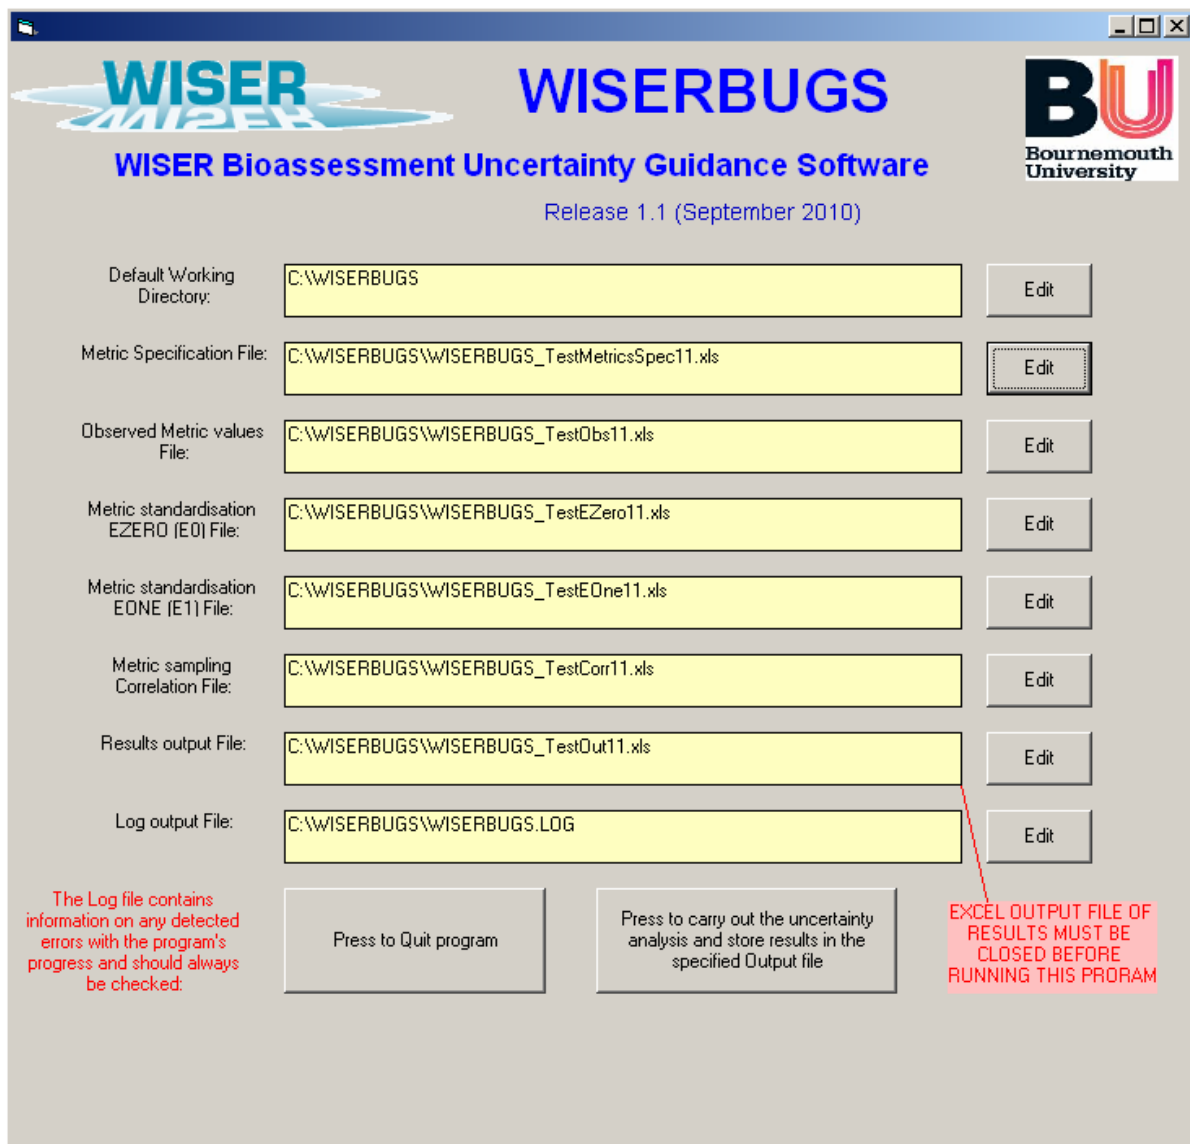 WISER
WISERBUGS
BU
Bournemouth
University
WISER Bioassessment Uncertainty Guidance Software
Release 1.1 (September 2010)
Default Working
Directory:
C:\WISERBUGS
Edit
Metric Specification File:
C:\WISERBUGS\WISERBUGS_TestMetricsSpec11.xls
Edit
Observed Metric values
File:
C:\WISERBUGS\WISERBUGS_TestObs11.xls
Edit
Metric standardisation
EZERO (E0) File:
C:\WISERBUGS\WISERBUGS_TestEZero11.xls
Edit
Metric standardisation
EONE (E1) File:
C:\WISERBUGS\WISERBUGS_TestEOne11.xls
Edit
Metric sampling
Correlation File:
C:\WISERBUGS\WISERBUGS_TestCorr11.xls
Edit
Results output File:
C:\WISERBUGS\WISERBUGS_TestOut11.xls
Edit
Log output File:
C:\WISERBUGS\WISERBUGS.LOG
Edit
The Log file contains
information on any detected
errors with the program's
progress and should always
be checked:
Press to Quit program
Press to carry out the uncertainty
analysis and store results in the
specified Output file
EXCEL OUTPUT FILE OF
RESULTS MUST BE
CLOSED BEFORE
RUNNING THIS PRORAM